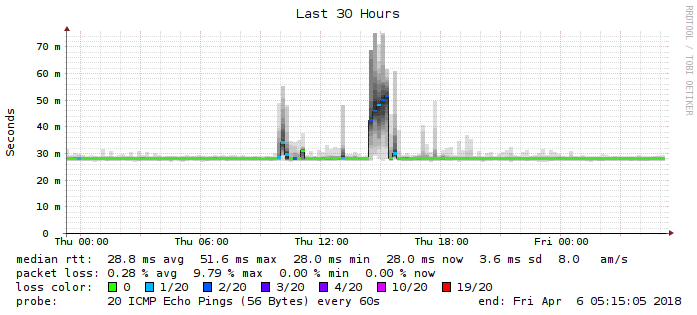 Last 30 Hours
RRDTOOL / TOBI OETIKER
Seconds
70 m
60 m
50 m
40 m
30 m
20 m
10 m
0
Thu 00:00 Thu 06:00 Thu 12:00 Thu 18:00 Fri 00:00
median rtt: 28.8 ms avg 51.6 ms max 28.0 ms min 28.0 ms now 3.6 ms sd 8.0 am/s
packet loss: 0.28 % avg 9.79 % max 0.00 % min 0.00 % now
loss color: 0 1/20 2/20 3/20 4/20 10/20 19/20
probe: 20 ICMP Echo Pings (56 Bytes) every 60s end: Fri Apr 6 05:15:05 2018